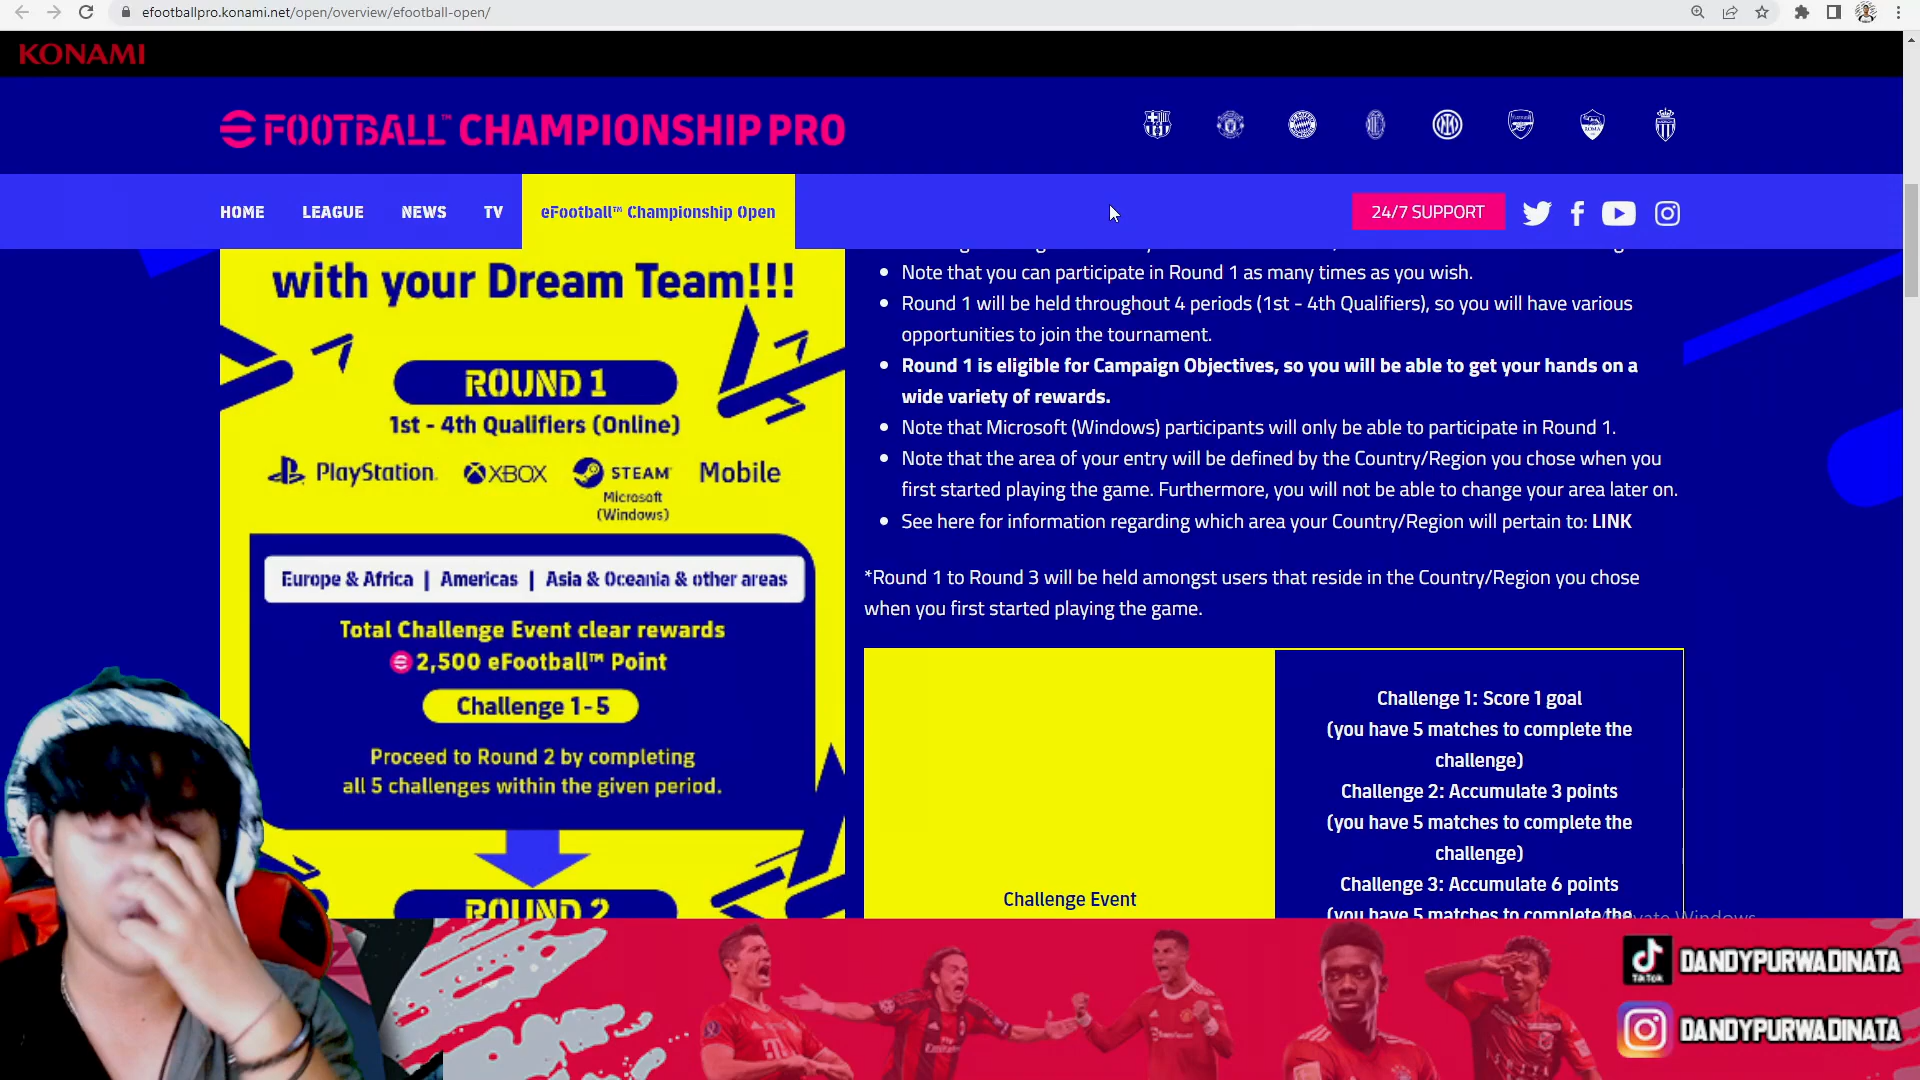 efootballpro.konami.net/open/overview/efootball-open/
KONAMI
eFOOTBALL™ CHAMPIONSHIP PRO
HOME
LEAGUE
NEWS
TV
eFootball™ Championship Open
24/7 SUPPORT
with your Dream Team!!!
ROUND 1
1st - 4th Qualifiers (Online)
PlayStation.
XBOX
STEAM
Mobile
Microsoft
(Windows)
Europe & Africa | Americas | Asia & Oceania & other areas
Total Challenge Event clear rewards
2,500 eFootball™ Point
Challenge 1-5
Proceed to Round 2 by completing
all 5 challenges within the given period.
ROUND 2
• Note that you can participate in Round 1 as many times as you wish.
• Round 1 will be held throughout 4 periods (1st - 4th Qualifiers), so you will have various
opportunities to join the tournament.
• Round 1 is eligible for Campaign Objectives, so you will be able to get your hands on a
wide variety of rewards.
• Note that Microsoft (Windows) participants will only be able to participate in Round 1.
• Note that the area of your entry will be defined by the Country/Region you chose when you
first started playing the game. Furthermore, you will not be able to change your area later on.
• See here for information regarding which area your Country/Region will pertain to: LINK
*Round 1 to Round 3 will be held amongst users that reside in the Country/Region you chose
when you first started playing the game.
Challenge Event
Challenge 1: Score 1 goal
(you have 5 matches to complete the
challenge)
Challenge 2: Accumulate 3 points
(you have 5 matches to complete the
challenge)
Challenge 3: Accumulate 6 points
(you have 5 matches to complete the
Windows
TikTok
DANDYPURWADINATA
DANDYPURWADINATA